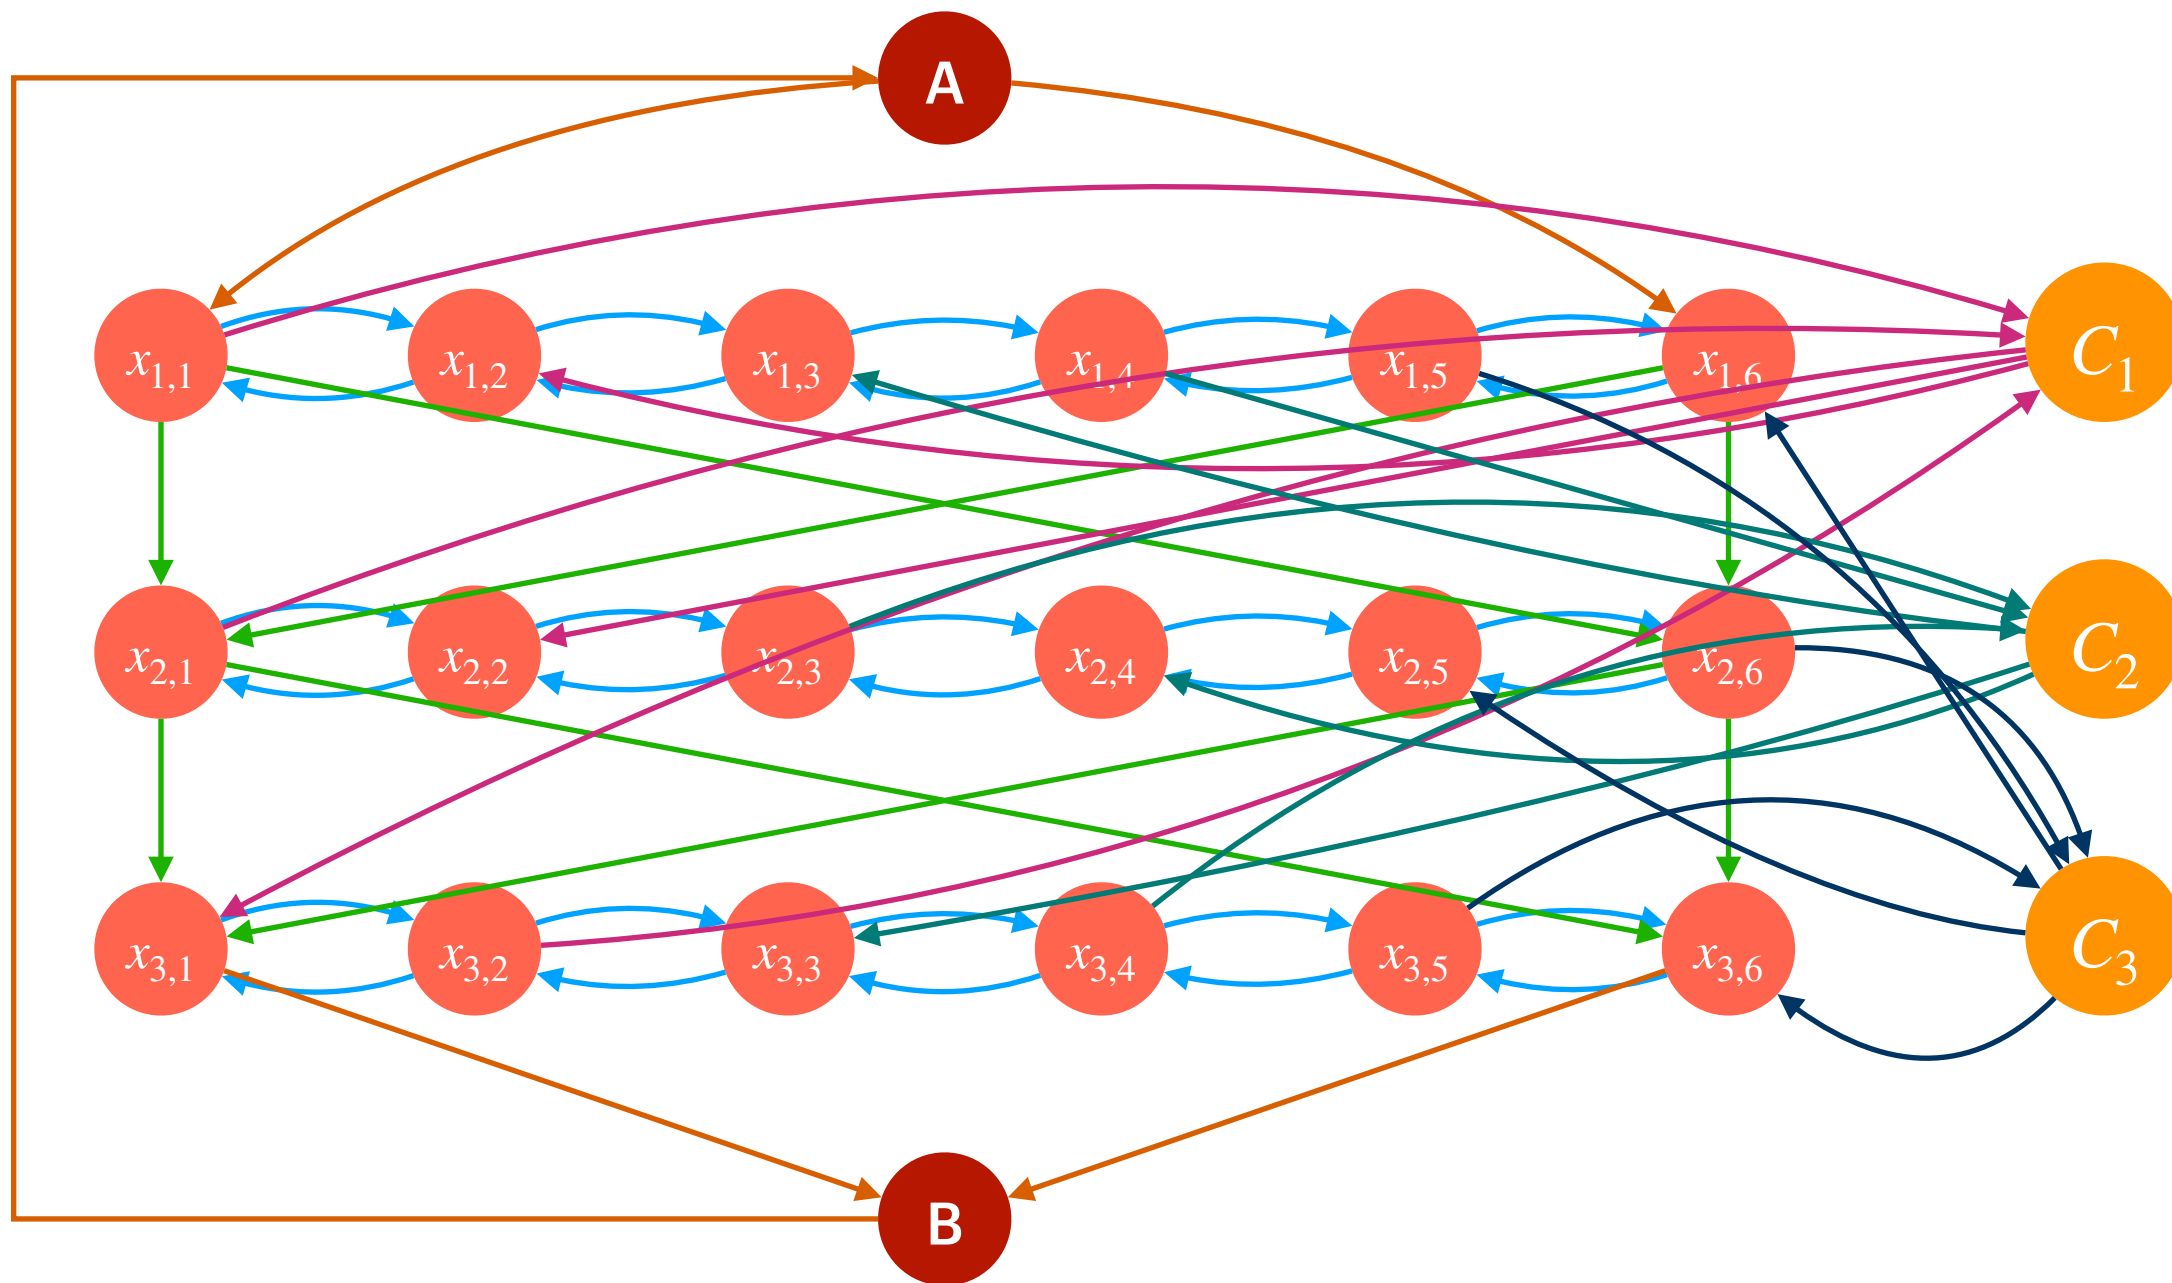 A
x1,1 x1,2 x1,3 x1,4 x1,5 x1,6 C1
x2,1 x2,2 x2,3 x2,4 x2,5 x2,6 C2
x3,1 x3,2 x3,3 x3,4 x3,5 x3,6 C3
B